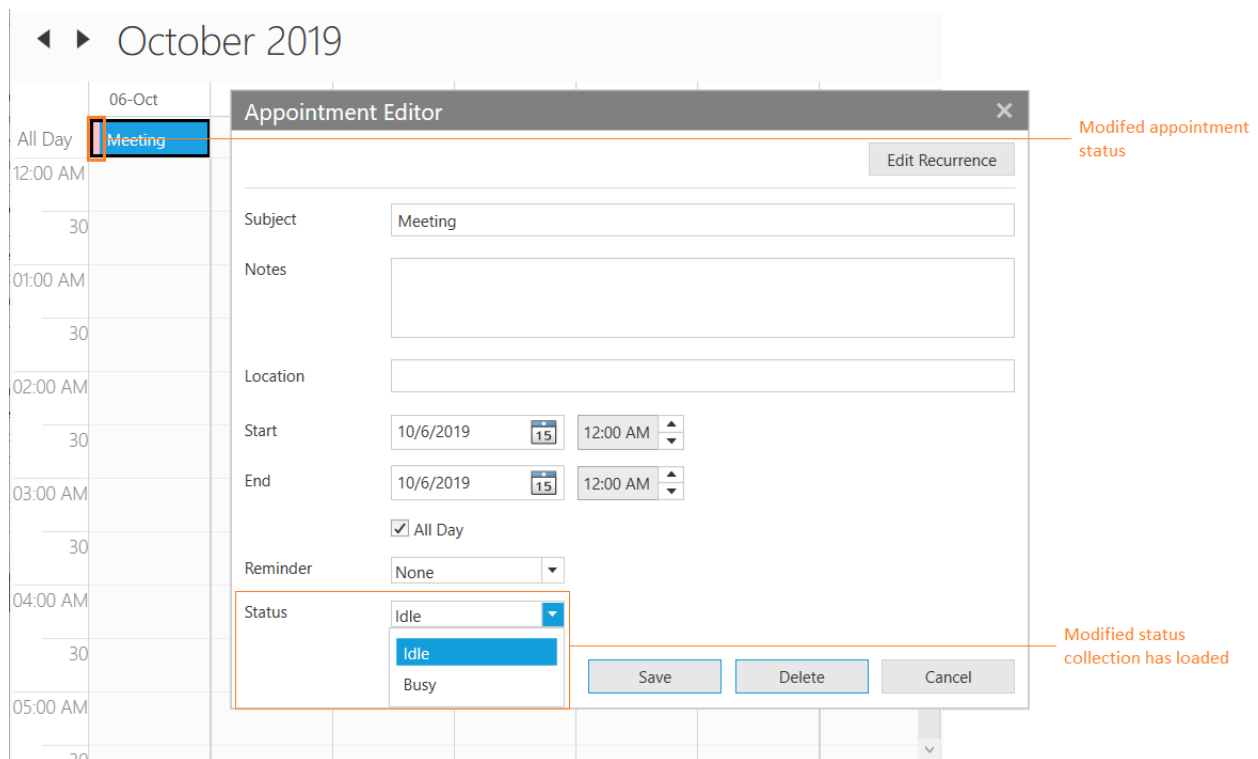 October 2019
06-Oct
Appointment Editor
Modifed appointment
status
All Day
Meeting
Edit Recurrence
12:00 AM
Subject
Meeting
30
Notes
01:00 AM
30
Location
02:00 AM
Start
10/6/2019
15
12:00 AM
30
End
10/6/2019
15
12:00 AM
03:00 AM
All Day
30
Reminder
None
04:00 AM
Status
Idle
Modified status
collection has loaded
30
Idle
Busy
Save
Delete
Cancel
05:00 AM
30